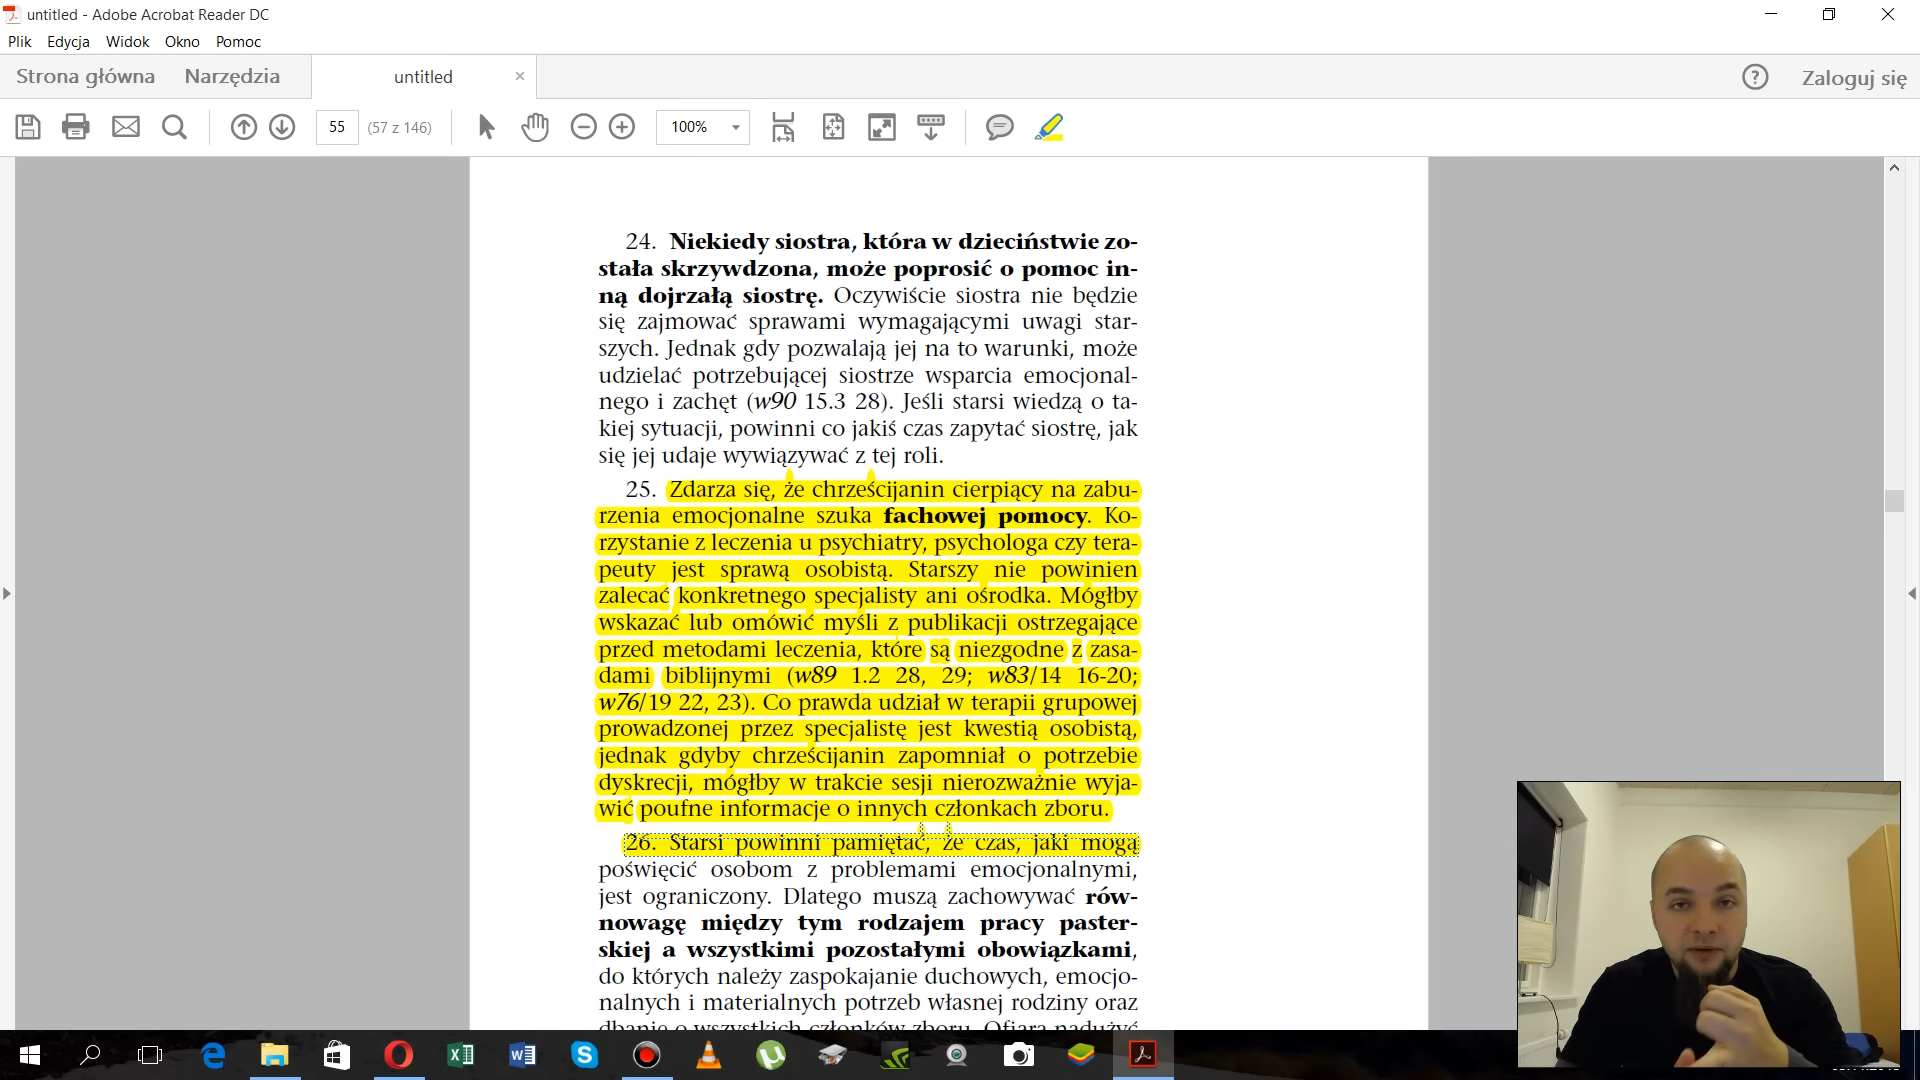 untitled - Adobe Acrobat Reader DC
Plik Edycja Widok Okno Pomoc
Strona główna Narzędzia untitled × ? Zaloguj się
55 (57 z 146) 100%
24. Niekiedy siostra, która w dzieciństwie zo-
stała skrzywdzona, może poprosić o pomoc in-
ną dojrzałą siostrę. Oczywiście siostra nie będzie
się zajmować sprawami wymagającymi uwagi star-
szych. Jednak gdy pozwalają jej na to warunki, może
udzielać potrzebującej siostrze wsparcia emocjonal-
nego i zachęt (w90 15.3 28). Jeśli starsi wiedzą o ta-
kiej sytuacji, powinni co jakiś czas zapytać siostrę, jak
się jej udaje wywiązywać z tej roli.
25. Zdarza się, że chrześcijanin cierpiący na zabu-
rzenia emocjonalne szuka fachowej pomocy. Ko-
rzystanie z leczenia u psychiatry, psychologa czy tera-
peuty jest sprawą osobistą. Starszy nie powinien
zalecać konkretnego specjalisty ani ośrodka. Mógłby
wskazać lub omówić myśli z publikacji ostrzegające
przed metodami leczenia, które są niezgodne z zasa-
dami biblijnymi (w89 1.2 28, 29; w83/14 16-20;
w76/19 22, 23). Co prawda udział w terapii grupowej
prowadzonej przez specjalistę jest kwestią osobistą,
jednak gdyby chrześcijanin zapomniał o potrzebie
dyskrecji, mógłby w trakcie sesji nierozważnie wyja-
wić poufne informacje o innych członkach zboru.
26. Starsi powinni pamiętać, że czas, jaki mogą
poświęcić osobom z problemami emocjonalnymi,
jest ograniczony. Dlatego muszą zachowywać rów-
nowagę między tym rodzajem pracy paster-
skiej a wszystkimi pozostałymi obowiązkami,
do których należy zaspokajanie duchowych, emocjo-
nalnych i materialnych potrzeb własnej rodziny oraz
dbanie o wszystkich członków zboru. Ofiara nadużyć